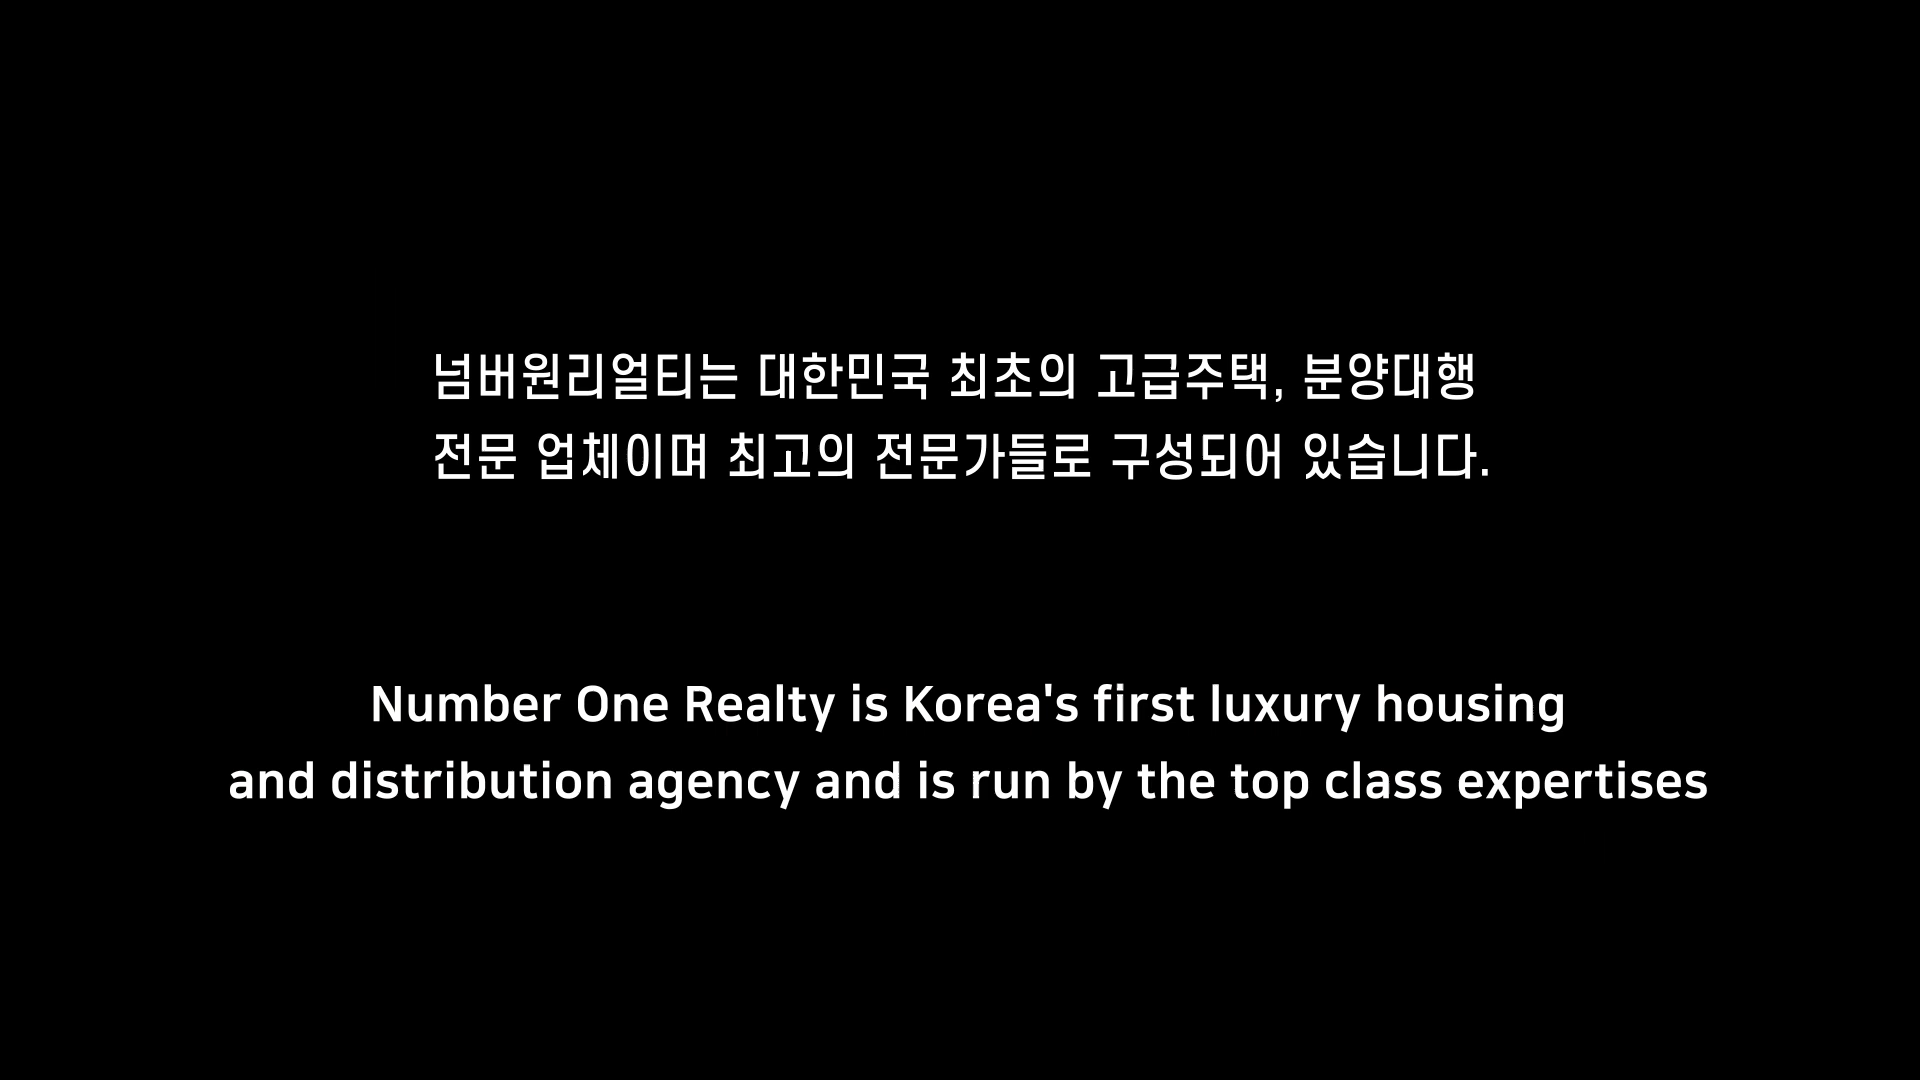 넘버원리얼티는 대한민국 최초의 고급주택, 분양대행
전문 업체이며 최고의 전문가들로 구성되어 있습니다.
Number One Realty is Korea's first luxury housing
and distribution agency and is run by the top class expertises